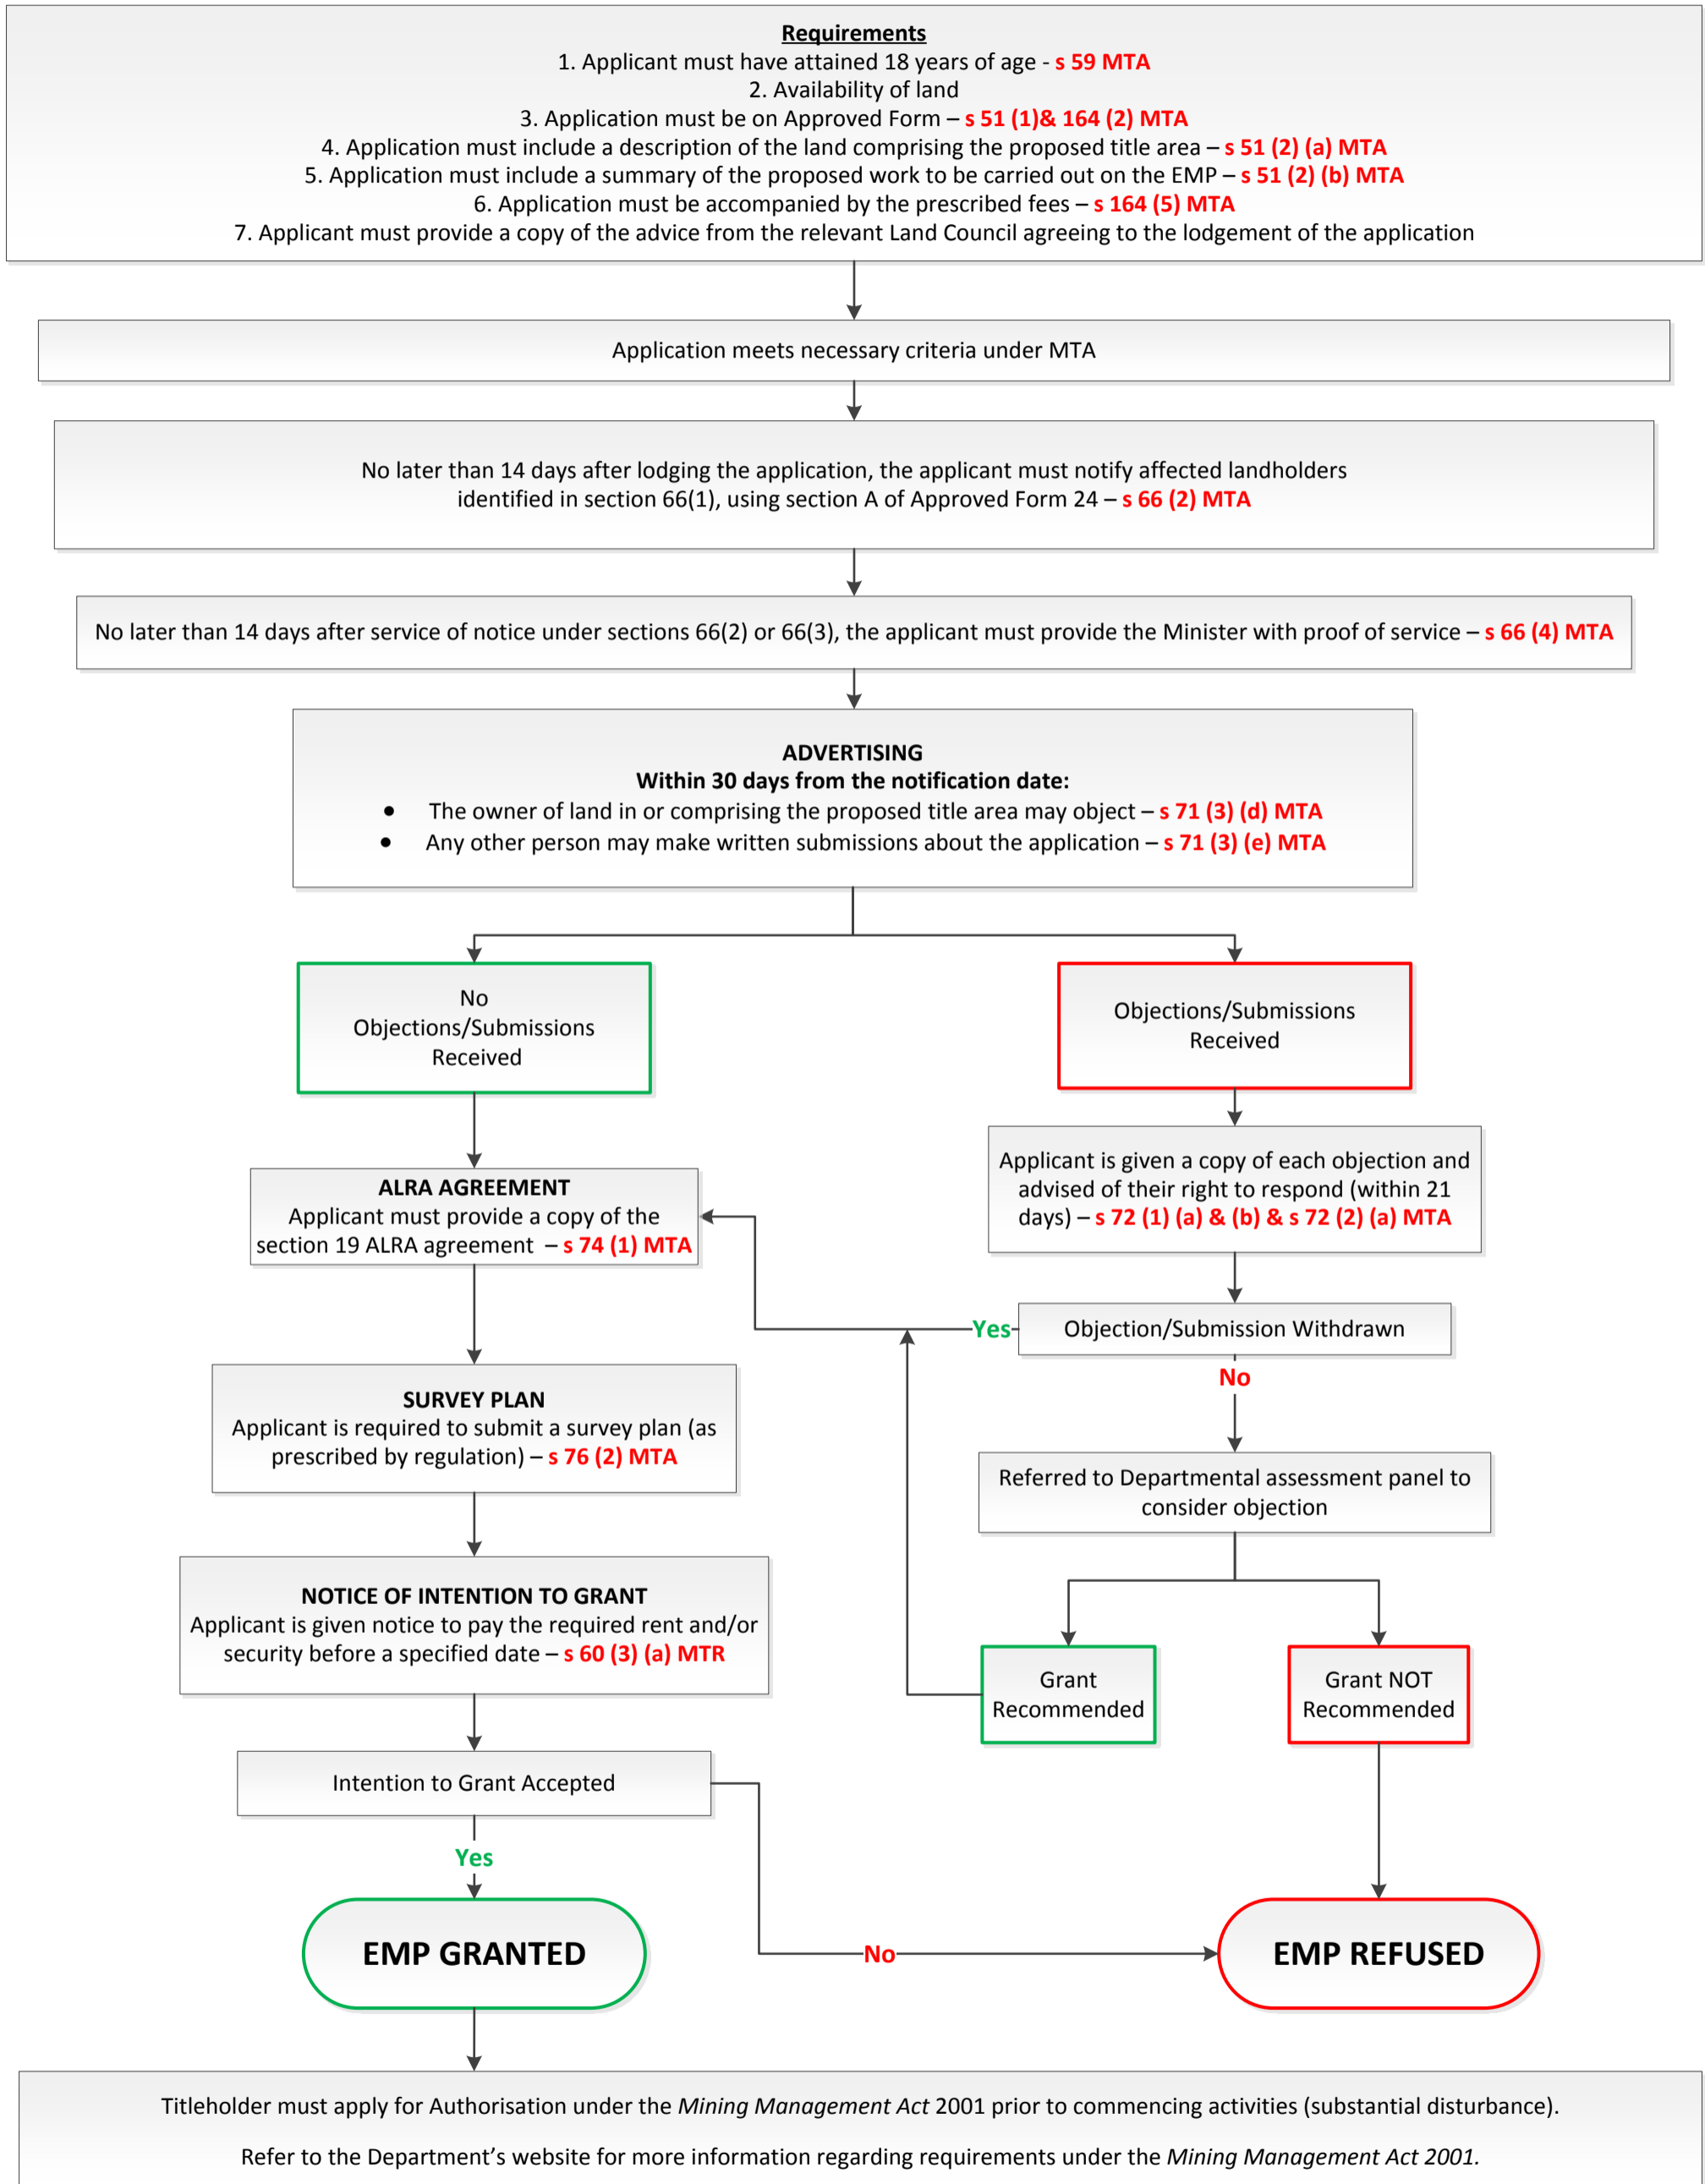 Requirements
1. Applicant must have attained 18 years of age - s 59 MTA
2. Availability of land
3. Application must be on Approved Form – s 51 (1)& 164 (2) MTA
4. Application must include a description of the land comprising the proposed title area – s 51 (2) (a) MTA
5. Application must include a summary of the proposed work to be carried out on the EMP – s 51 (2) (b) MTA
6. Application must be accompanied by the prescribed fees – s 164 (5) MTA
7. Applicant must provide a copy of the advice from the relevant Land Council agreeing to the lodgement of the application
Application meets necessary criteria under MTA
No later than 14 days after lodging the application, the applicant must notify affected landholders
identified in section 66(1), using section A of Approved Form 24 – s 66 (2) MTA
No later than 14 days after service of notice under sections 66(2) or 66(3), the applicant must provide the Minister with proof of service – s 66 (4) MTA
ADVERTISING
Within 30 days from the notification date:
• The owner of land in or comprising the proposed title area may object – s 71 (3) (d) MTA
• Any other person may make written submissions about the application – s 71 (3) (e) MTA
No
Objections/Submissions
Received
Objections/Submissions
Received
Applicant is given a copy of each objection and
advised of their right to respond (within 21
days) – s 72 (1) (a) & (b) & s 72 (2) (a) MTA
ALRA AGREEMENT
Applicant must provide a copy of the
section 19 ALRA agreement – s 74 (1) MTA
Yes
Objection/Submission Withdrawn
No
SURVEY PLAN
Applicant is required to submit a survey plan (as
prescribed by regulation) – s 76 (2) MTA
Referred to Departmental assessment panel to
consider objection
NOTICE OF INTENTION TO GRANT
Applicant is given notice to pay the required rent and/or
security before a specified date – s 60 (3) (a) MTR
Grant
Recommended
Grant NOT
Recommended
Intention to Grant Accepted
Yes
EMP GRANTED
No
EMP REFUSED
Titleholder must apply for Authorisation under the Mining Management Act 2001 prior to commencing activities (substantial disturbance).
Refer to the Department's website for more information regarding requirements under the Mining Management Act 2001.